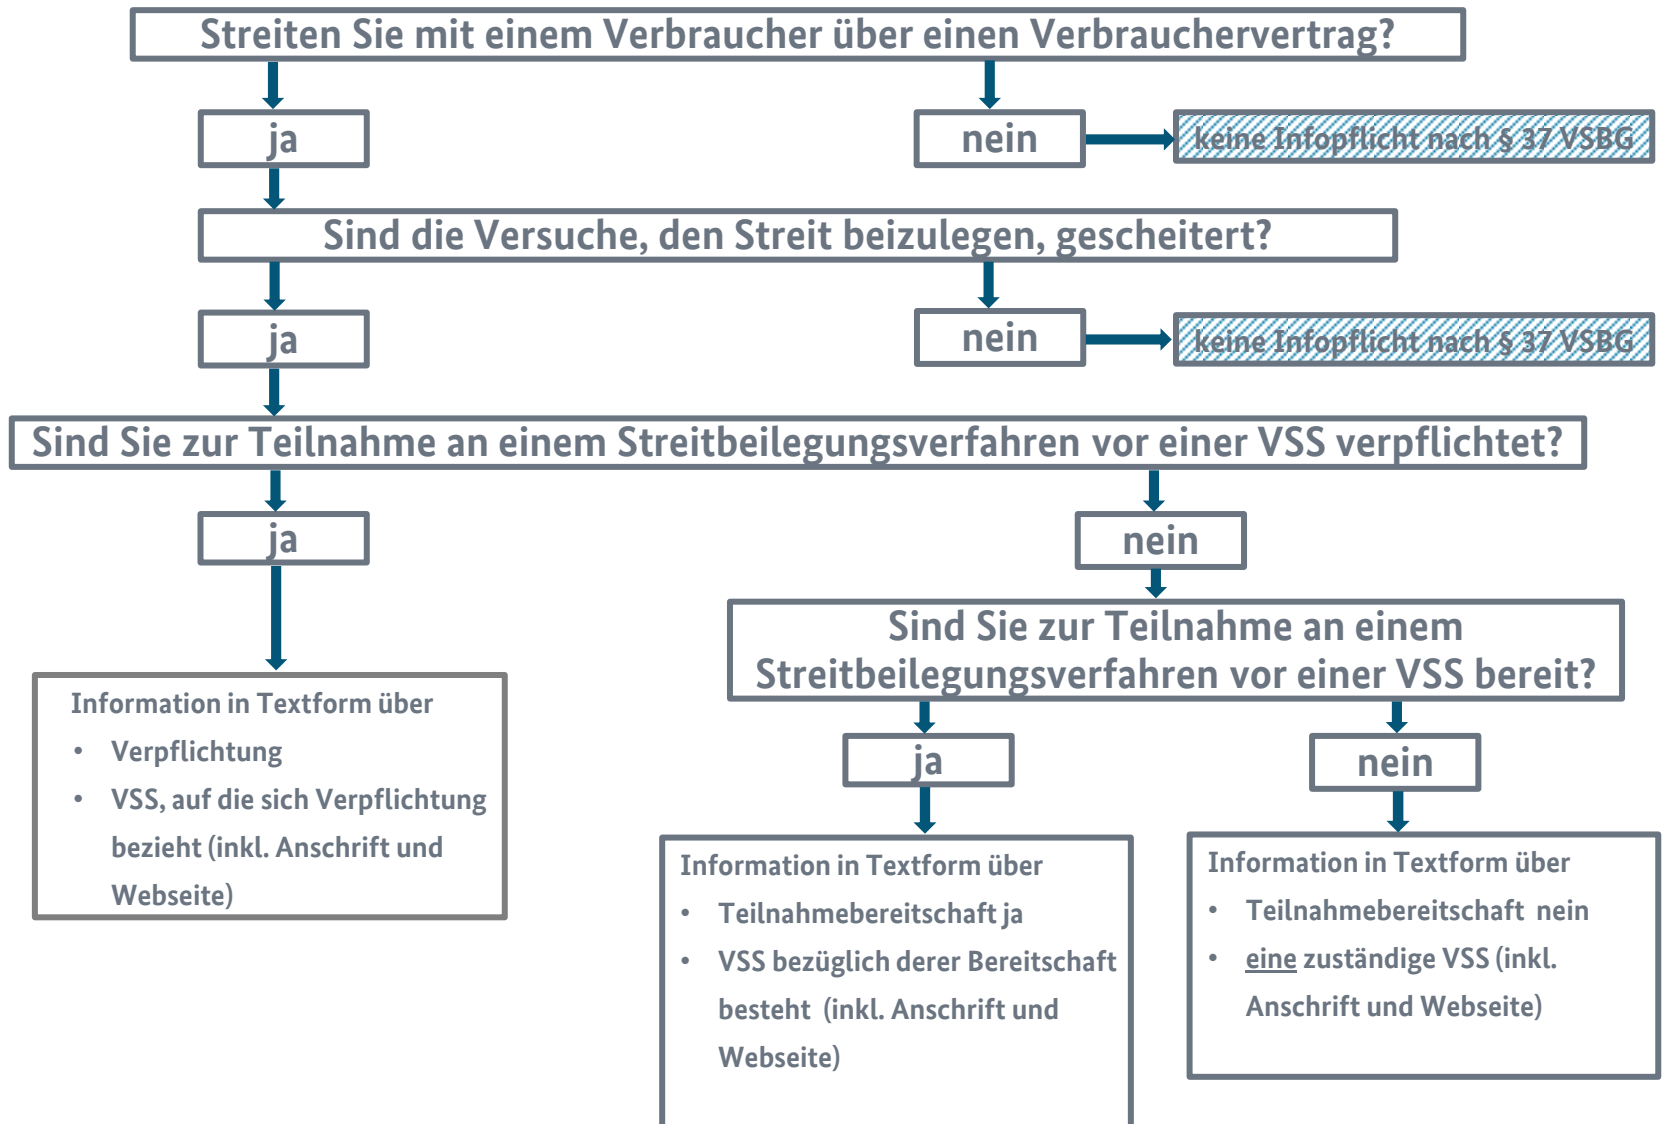 Streiten Sie mit einem Verbraucher über einen Verbrauchervertrag?
ja
nein
keine Infopflicht nach § 37 VSBG
Sind die Versuche, den Streit beizulegen, gescheitert?
ja
nein
keine Infopflicht nach § 37 VSBG
Sind Sie zur Teilnahme an einem Streitbeilegungsverfahren vor einer VSS verpflichtet?
ja
nein
Sind Sie zur Teilnahme an einem
Streitbeilegungsverfahren vor einer VSS bereit?
Information in Textform über
• Verpflichtung
• VSS, auf die sich Verpflichtung
bezieht (inkl. Anschrift und
Webseite)
ja
nein
Information in Textform über
• Teilnahmebereitschaft ja
• VSS bezüglich derer Bereitschaft
besteht (inkl. Anschrift und
Webseite)
Information in Textform über
• Teilnahmebereitschaft nein
• eine zuständige VSS (inkl.
Anschrift und Webseite)